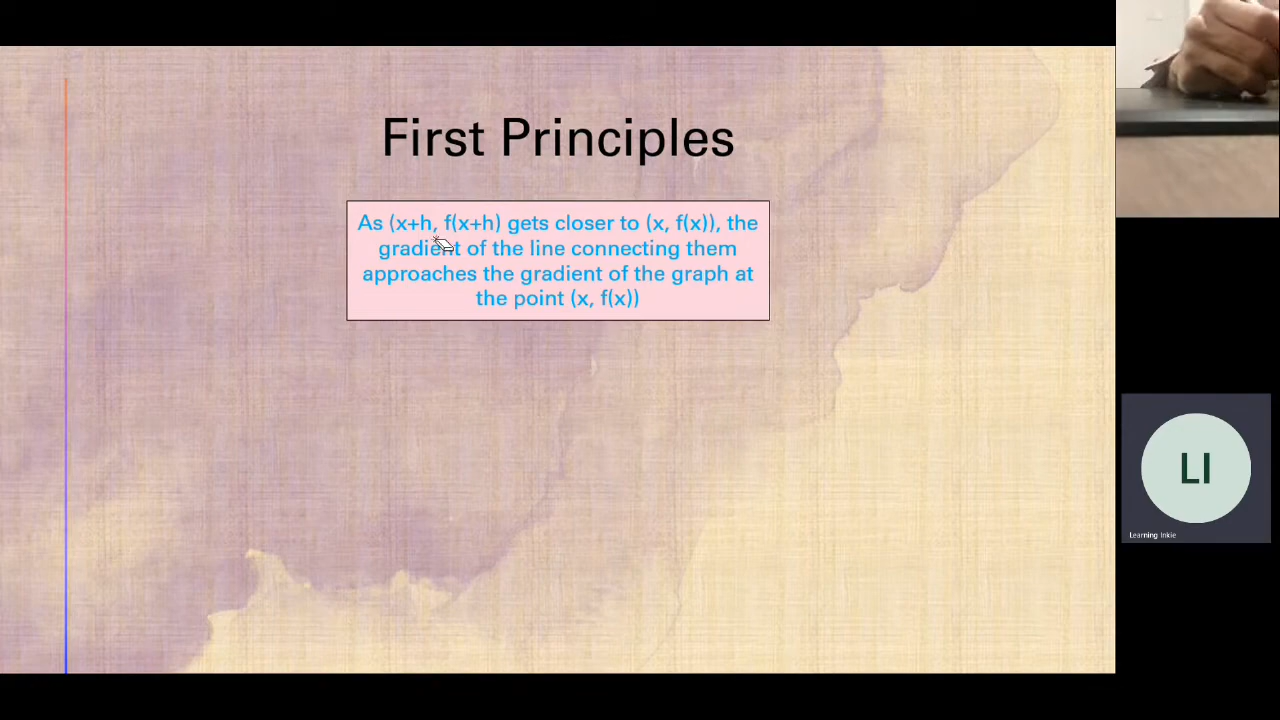 First Principles
As (x+h, f(x+h) gets closer to (x, f(x)), the
gradient of the line connecting them
approaches the gradient of the graph at
the point (x, f(x))
LI
Learning Inkie